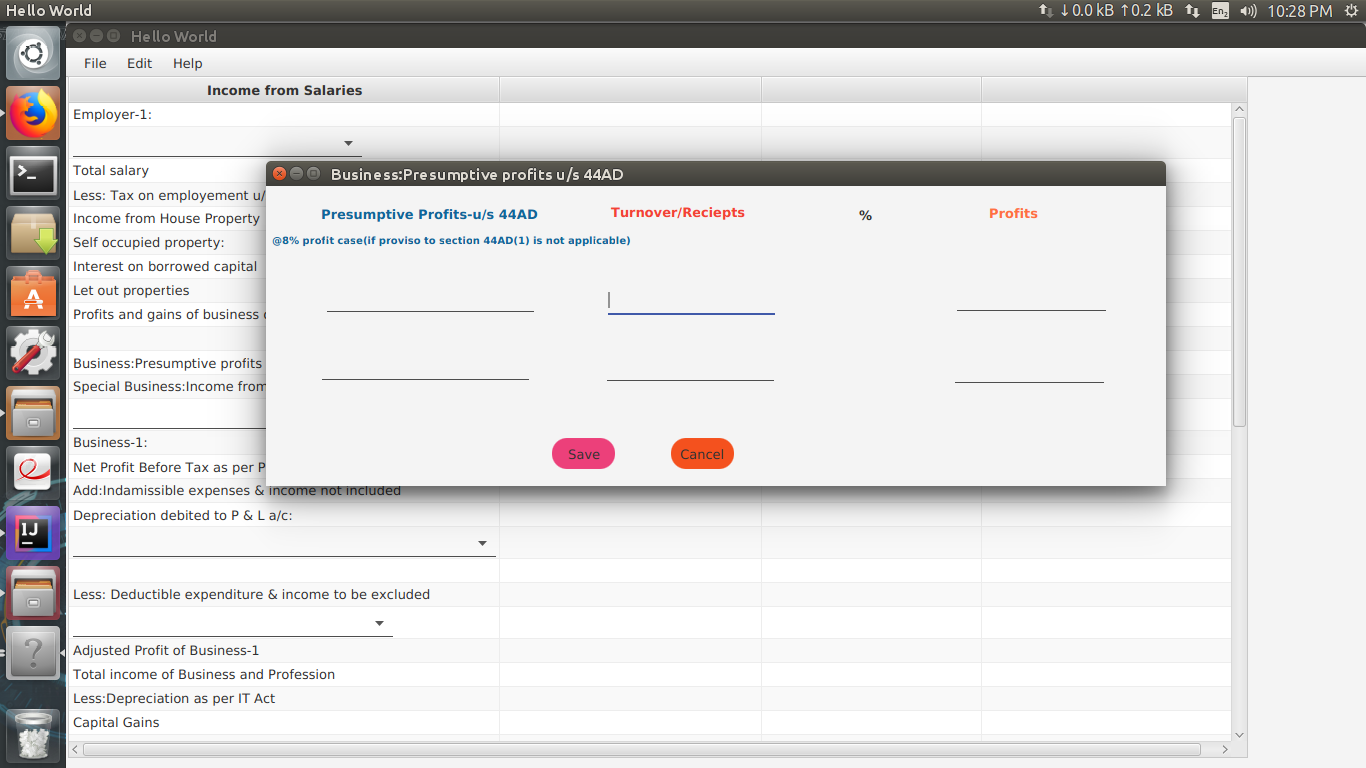 Hello World
↓0.0 kB ↑0.2 kB En2 10:28 PM
Hello World
File Edit Help
Income from Salaries
Employer-1:
Total salary
Less: Tax on employement u/
Income from House Property
Self occupied property:
Interest on borrowed capital
Let out properties
Profits and gains of business
Business:Presumptive profits
Special Business:Income from
Business-1:
Net Profit Before Tax as per P
Add:Indamissible expenses & income not included
Depreciation debited to P & L a/c:
Less: Deductible expenditure & income to be excluded
Adjusted Profit of Business-1
Total income of Business and Profession
Less:Depreciation as per IT Act
Capital Gains
Business:Presumptive profits u/s 44AD
Presumptive Profits-u/s 44AD Turnover/Reciepts % Profits
@8% profit case(if proviso to section 44AD(1) is not applicable)
Save Cancel
IJ